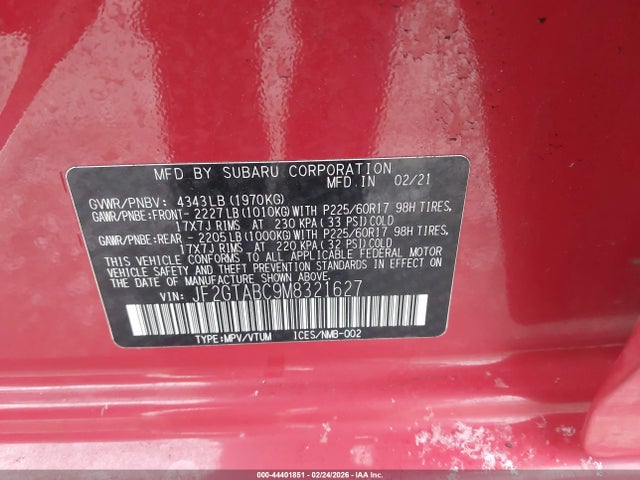 MFD BY SUBARU CORPORATION
MFD.IN 02/21
GVWR/PNBV: 4343LB(1970KG)
GAWR/PNBE:FRONT- 2227LB(1010KG)WITH P225/60R17 98H TIRES,
17X7J RIMS AT 230 KPA(33 PSI)COLD
GAWR/PNBE:REAR - 2205LB(1000KG)WITH P225/60R17 98H TIRES,
17X7J RIMS AT 220 KPA(32 PSI)COLD
THIS VEHICLE CONFORMS TO ALL APPLICABLE FEDERAL MOTOR
VEHICLE SAFETY AND THEFT PREVENTION STANDARDS IN EFFECT ON
THE DATE OF MANUFACTURE SHOWN ABOVE.
VIN: JF2GTABC9M8321627
TYPE:MPV/VTUM ICES/NMB-002
000-44401851 - 02/24/2026 - IAA Inc.